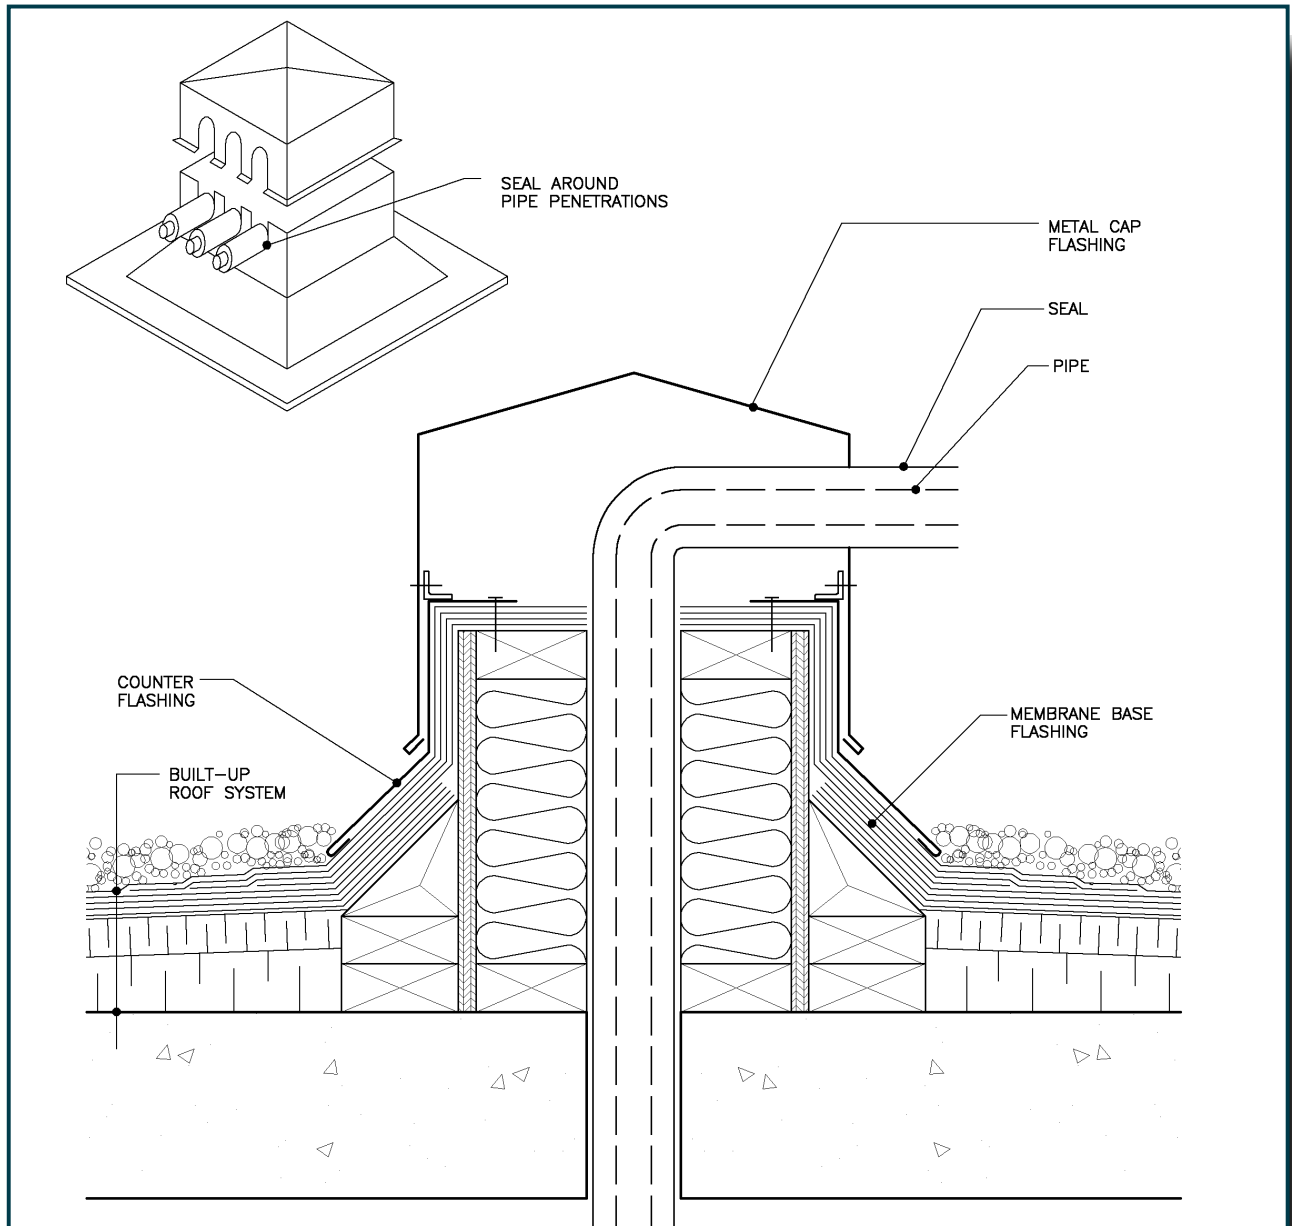 SEAL AROUND
PIPE PENETRATIONS
METAL CAP
FLASHING
SEAL
PIPE
COUNTER
FLASHING
MEMBRANE BASE
FLASHING
BUILT-UP
ROOF SYSTEM